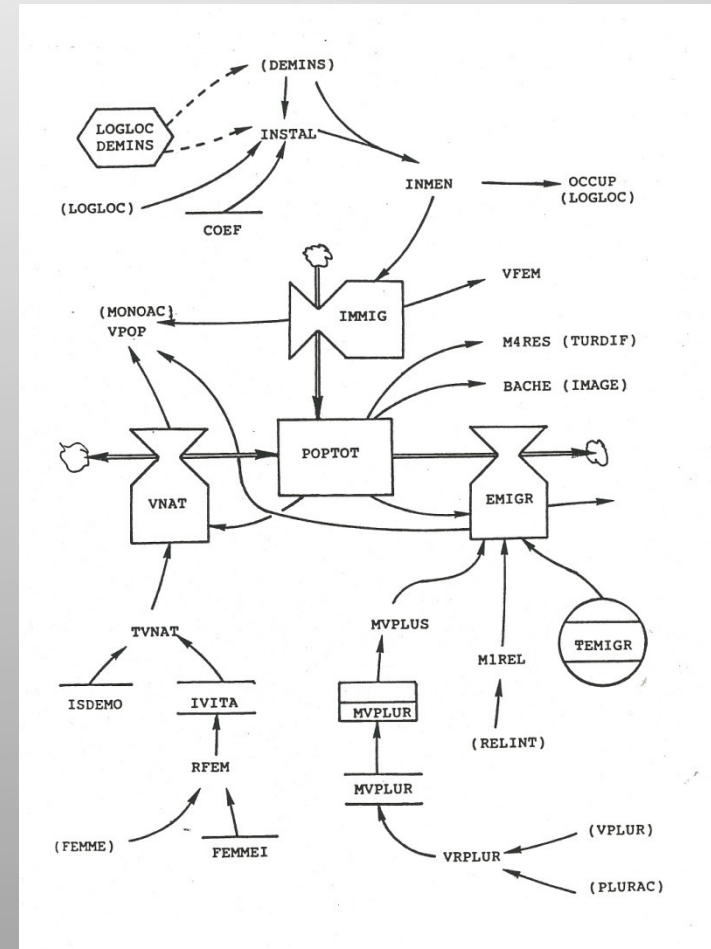 (DEMINS)
LOGLOC
DEMINS
INSTAL
(LOGLOC)
COEF
INMEN
OCCUP
(LOGLOC)
IMMIG
VFEM
(MONOAC)
VPOP
M4RES (TURDIF)
BACHE (IMAGE)
POPTOT
VNAT
EMIGR
TVNAT
MVPLUS
TEMIGR
M1REL
ISDEMO
IVITA
MVPLUR
(RELINT)
RFEM
MVPLUR
(FEMME)
FEMMEI
(VPLUR)
VRPLUR
(PLURAC)